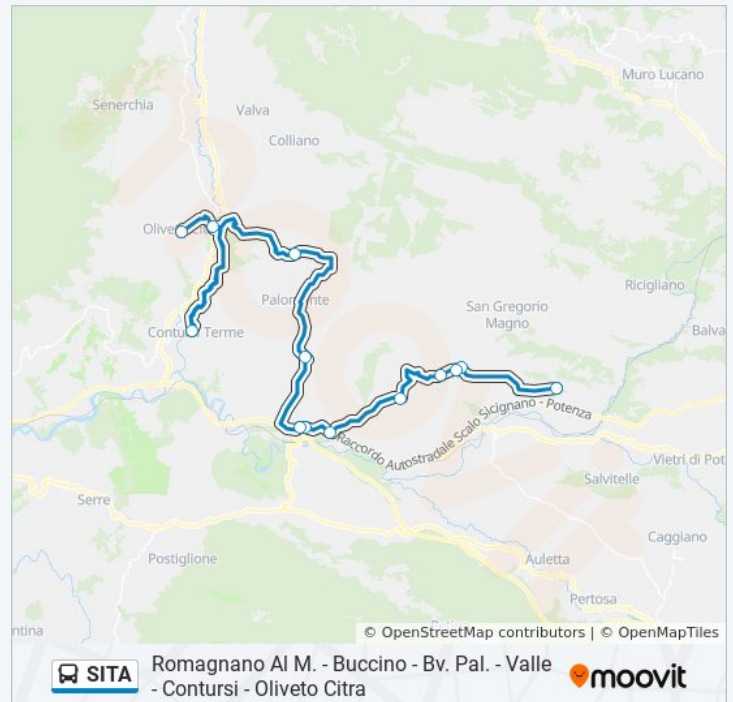 Muro Lucano
Senerchia
Valva
Colliano
Oliveto Citra
Ricigliano
Palomonte
San Gregorio
Magno
Balva
Contursi Terme
Raccordo Autostradale Scalo Sicignano - Potenza
Vietri di Pot
Salvitelle
Serre
Caggiano
Postiglione
Auletta
Pertosa
ntina
© OpenStreetMap contributors | © OpenMapTiles
SITA
Romagnano Al M. - Buccino - Bv. Pal. - Valle
- Contursi - Oliveto Citra
moovit